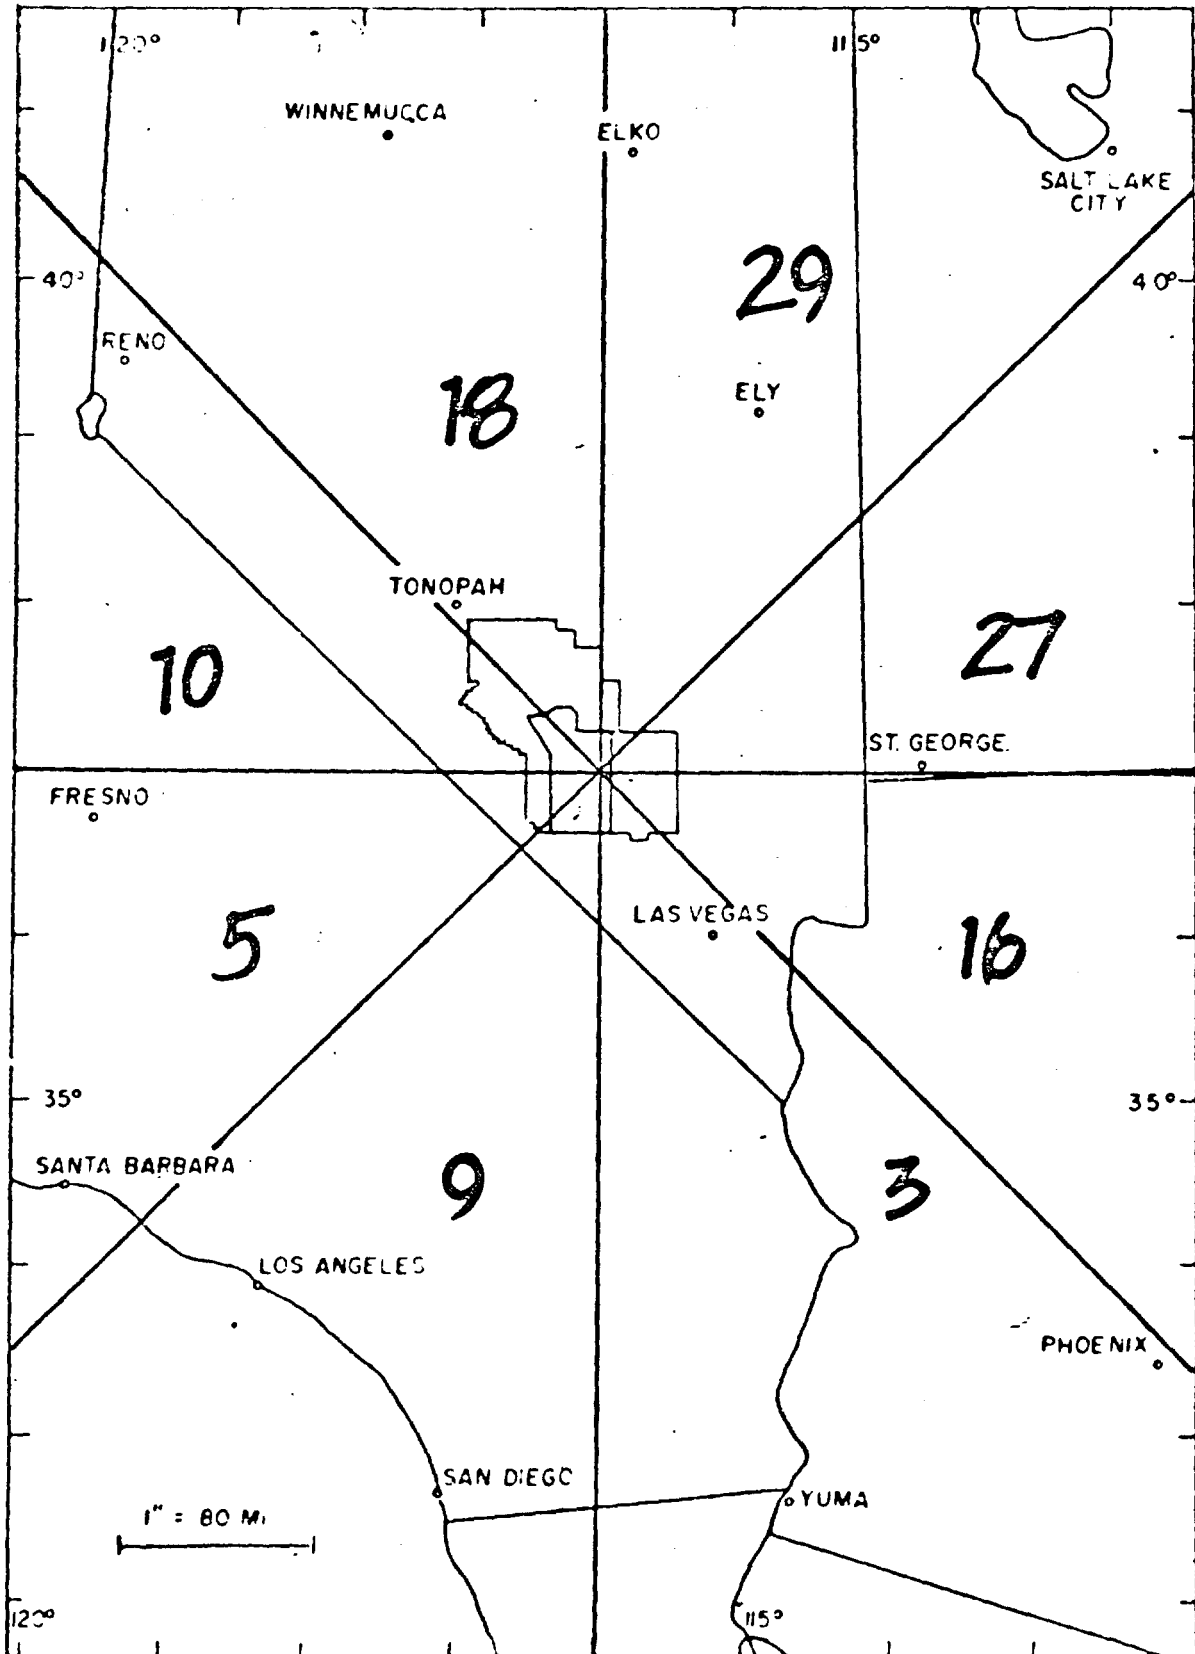 120°
115°
WINNEMUCCA
ELKO
SALT LAKE
CITY
40°
29
40°
RENO
18
ELY
TONOPAH
10
27
ST. GEORGE.
FRESNO
5
LAS VEGAS
16
35°
35°
SANTA BARBARA
9
3
LOS ANGELES
PHOENIX
SAN DIEGO
YUMA
1" = 80 MI
120°
115°